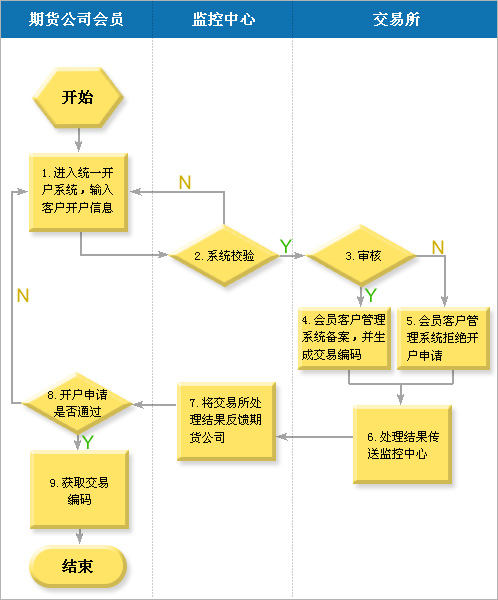 期货公司会员
监控中心
交易所
开始
1.进入统一开
户系统，输入
客户开户信息
N
2.系统校验
Y
3.审核
N
Y
4.会员客户管理
系统备案，并生
成交易编码
5.会员客户管
理系统拒绝开
户申请
N
8.开户申请
是否通过
7.将交易所处
理结果反馈期
货公司
6.处理结果传
送监控中心
Y
9.获取交易
编码
结束